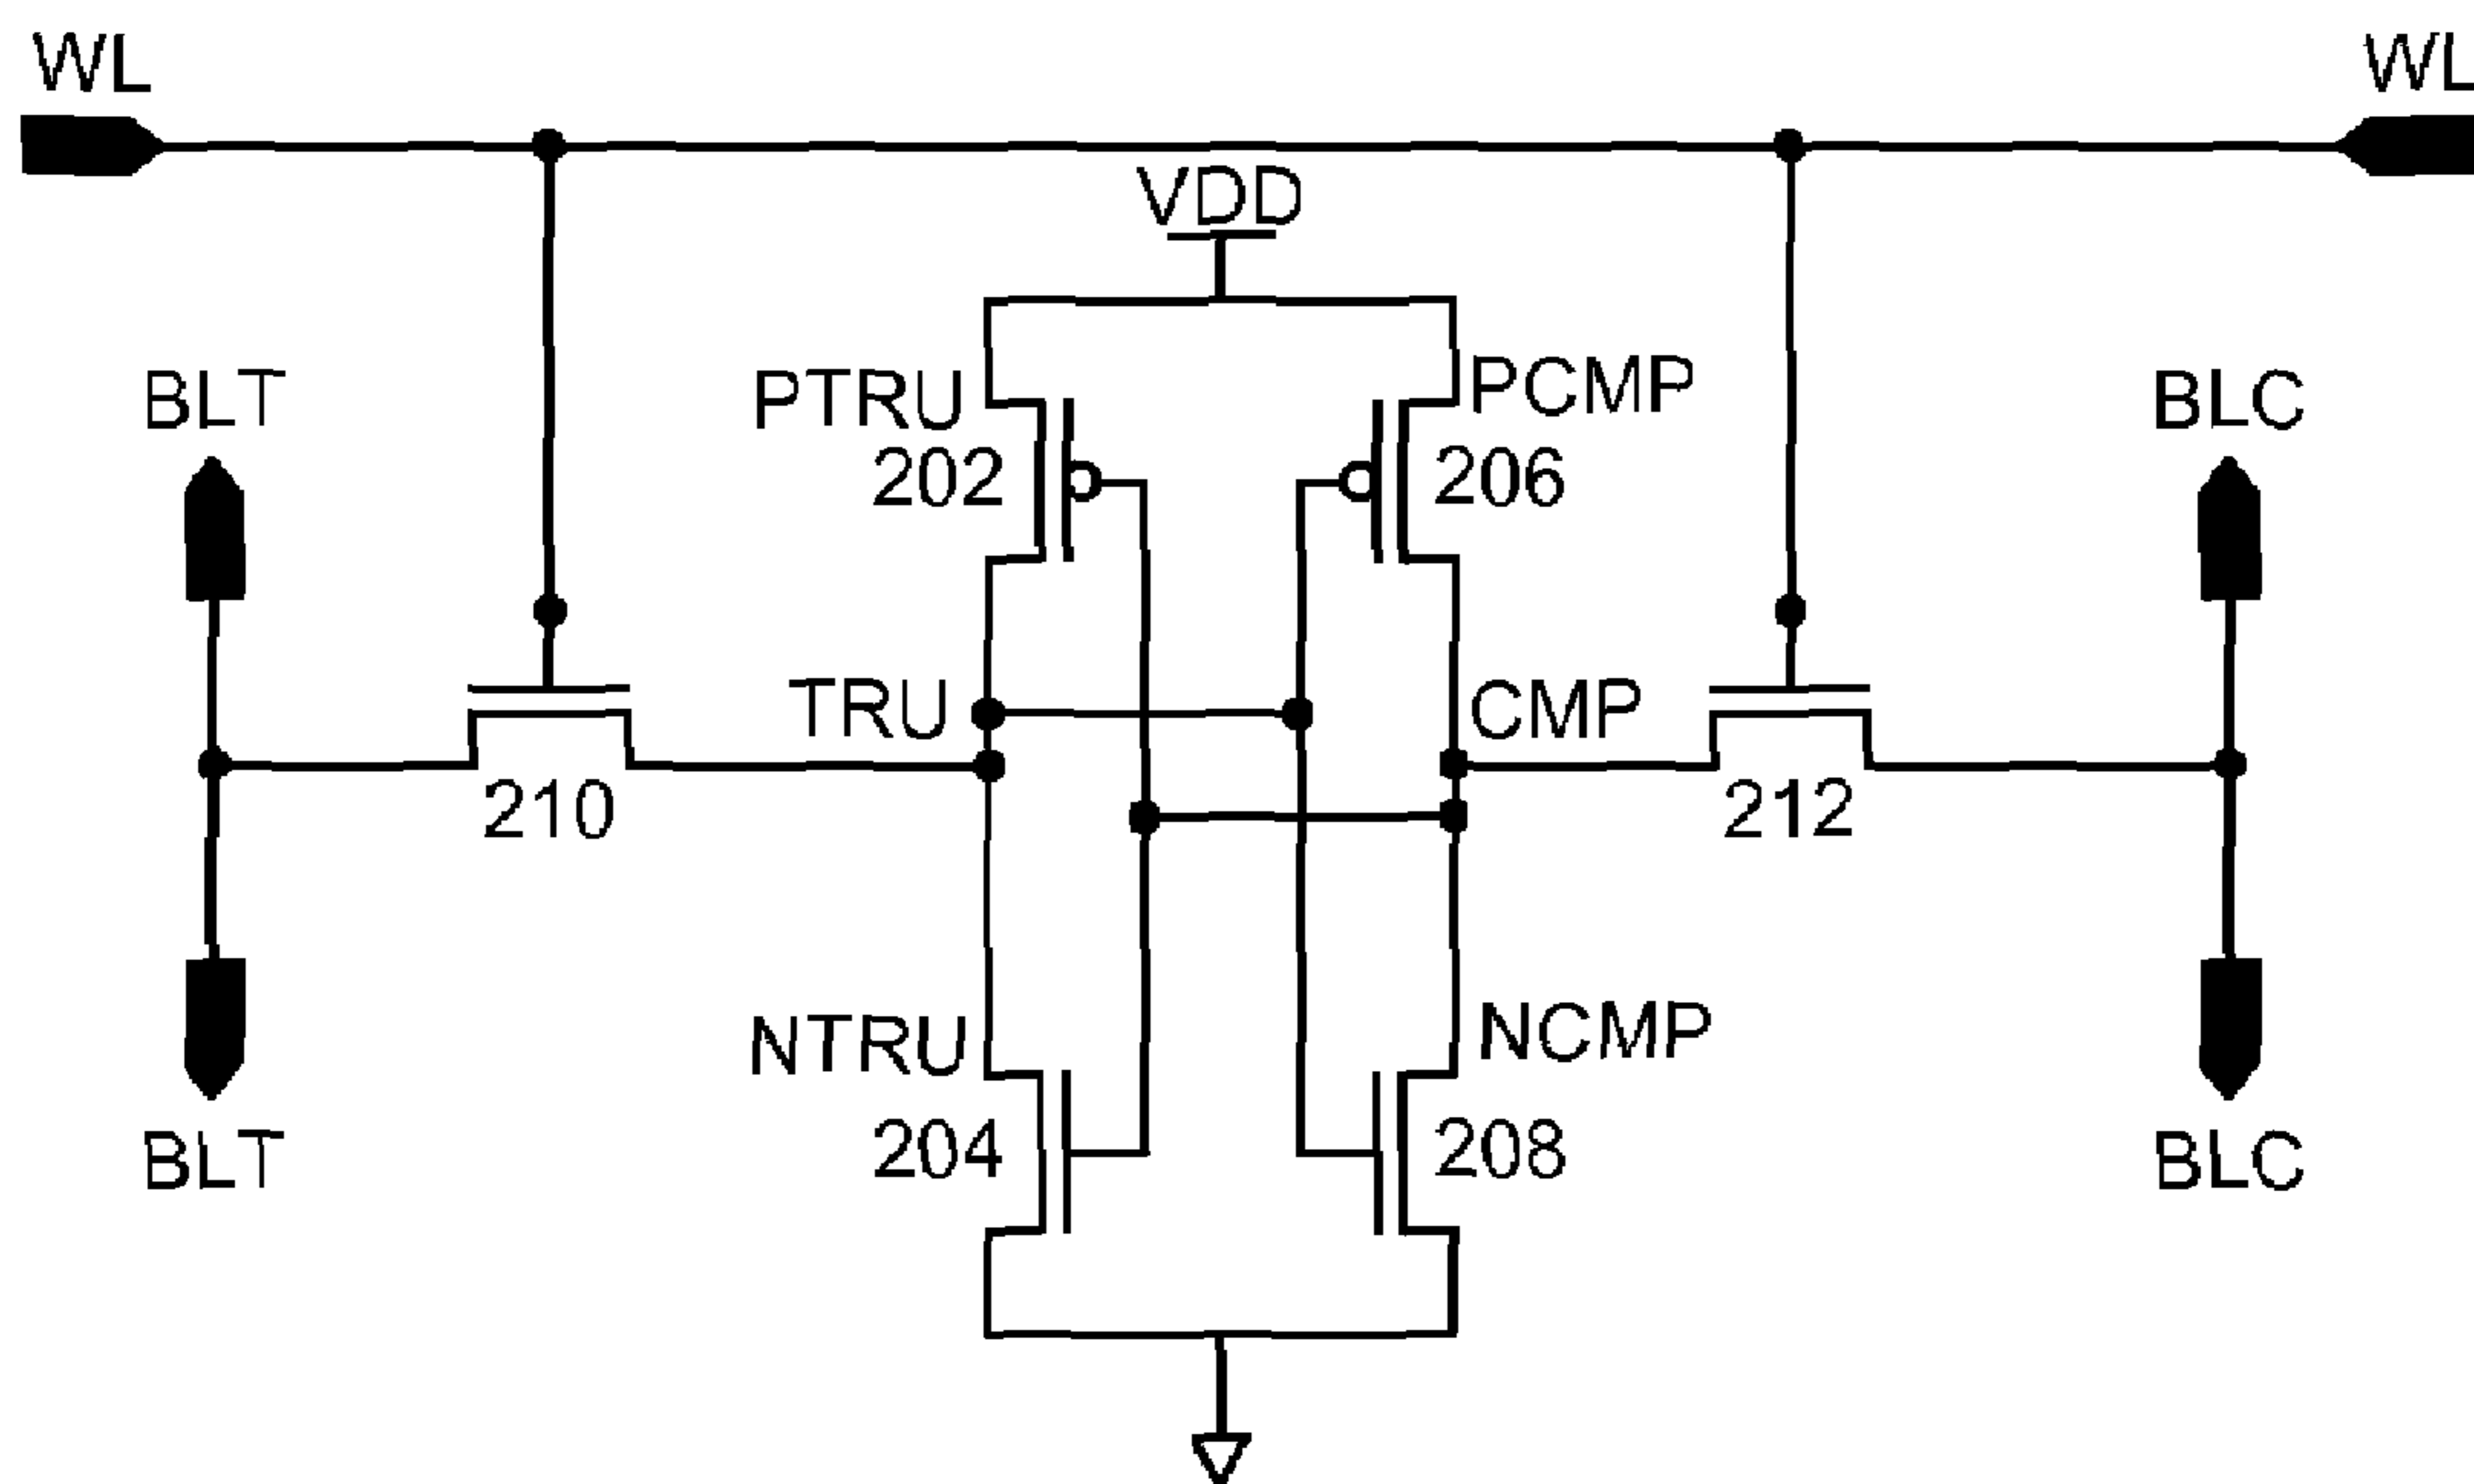 WL
WL
VDD
BLT
PTRU
202
PCMP
206
BLC
TRU
CMP
210
212
NTRU
204
NCMP
208
BLT
BLC